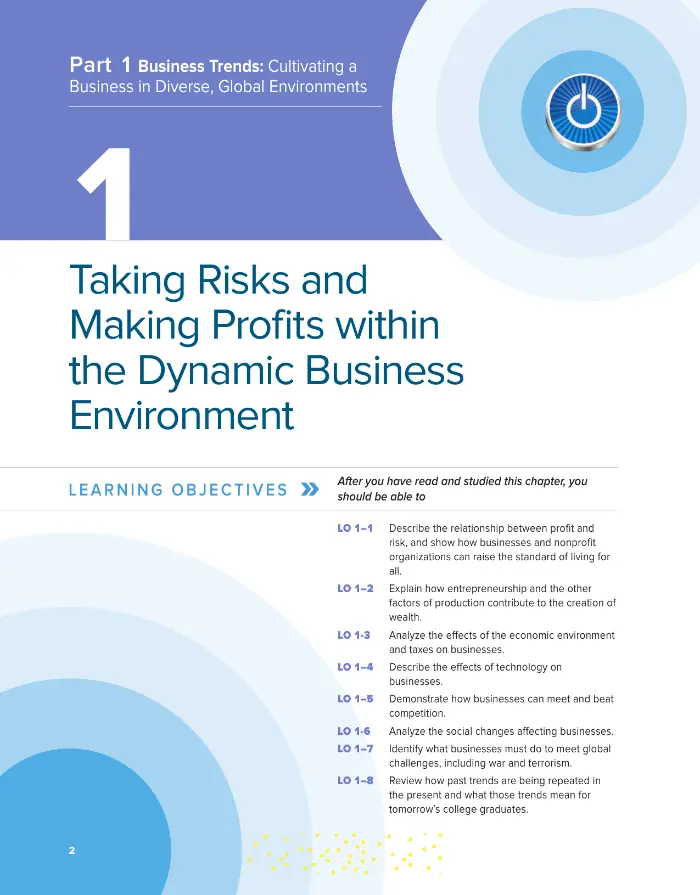 Part 1 Business Trends: Cultivating a
Business in Diverse, Global Environments
1
Taking Risks and
Making Profits within
the Dynamic Business
Environment
LEARNING OBJECTIVES »
After you have read and studied this chapter, you
should be able to
LO 1–1 Describe the relationship between profit and
risk, and show how businesses and nonprofit
organizations can raise the standard of living for
all.
LO 1–2 Explain how entrepreneurship and the other
factors of production contribute to the creation of
wealth.
LO 1-3 Analyze the effects of the economic environment
and taxes on businesses.
LO 1–4 Describe the effects of technology on
businesses.
LO 1–5 Demonstrate how businesses can meet and beat
competition.
LO 1-6 Analyze the social changes affecting businesses.
LO 1–7 Identify what businesses must do to meet global
challenges, including war and terrorism.
LO 1–8 Review how past trends are being repeated in
the present and what those trends mean for
tomorrow’s college graduates.
2